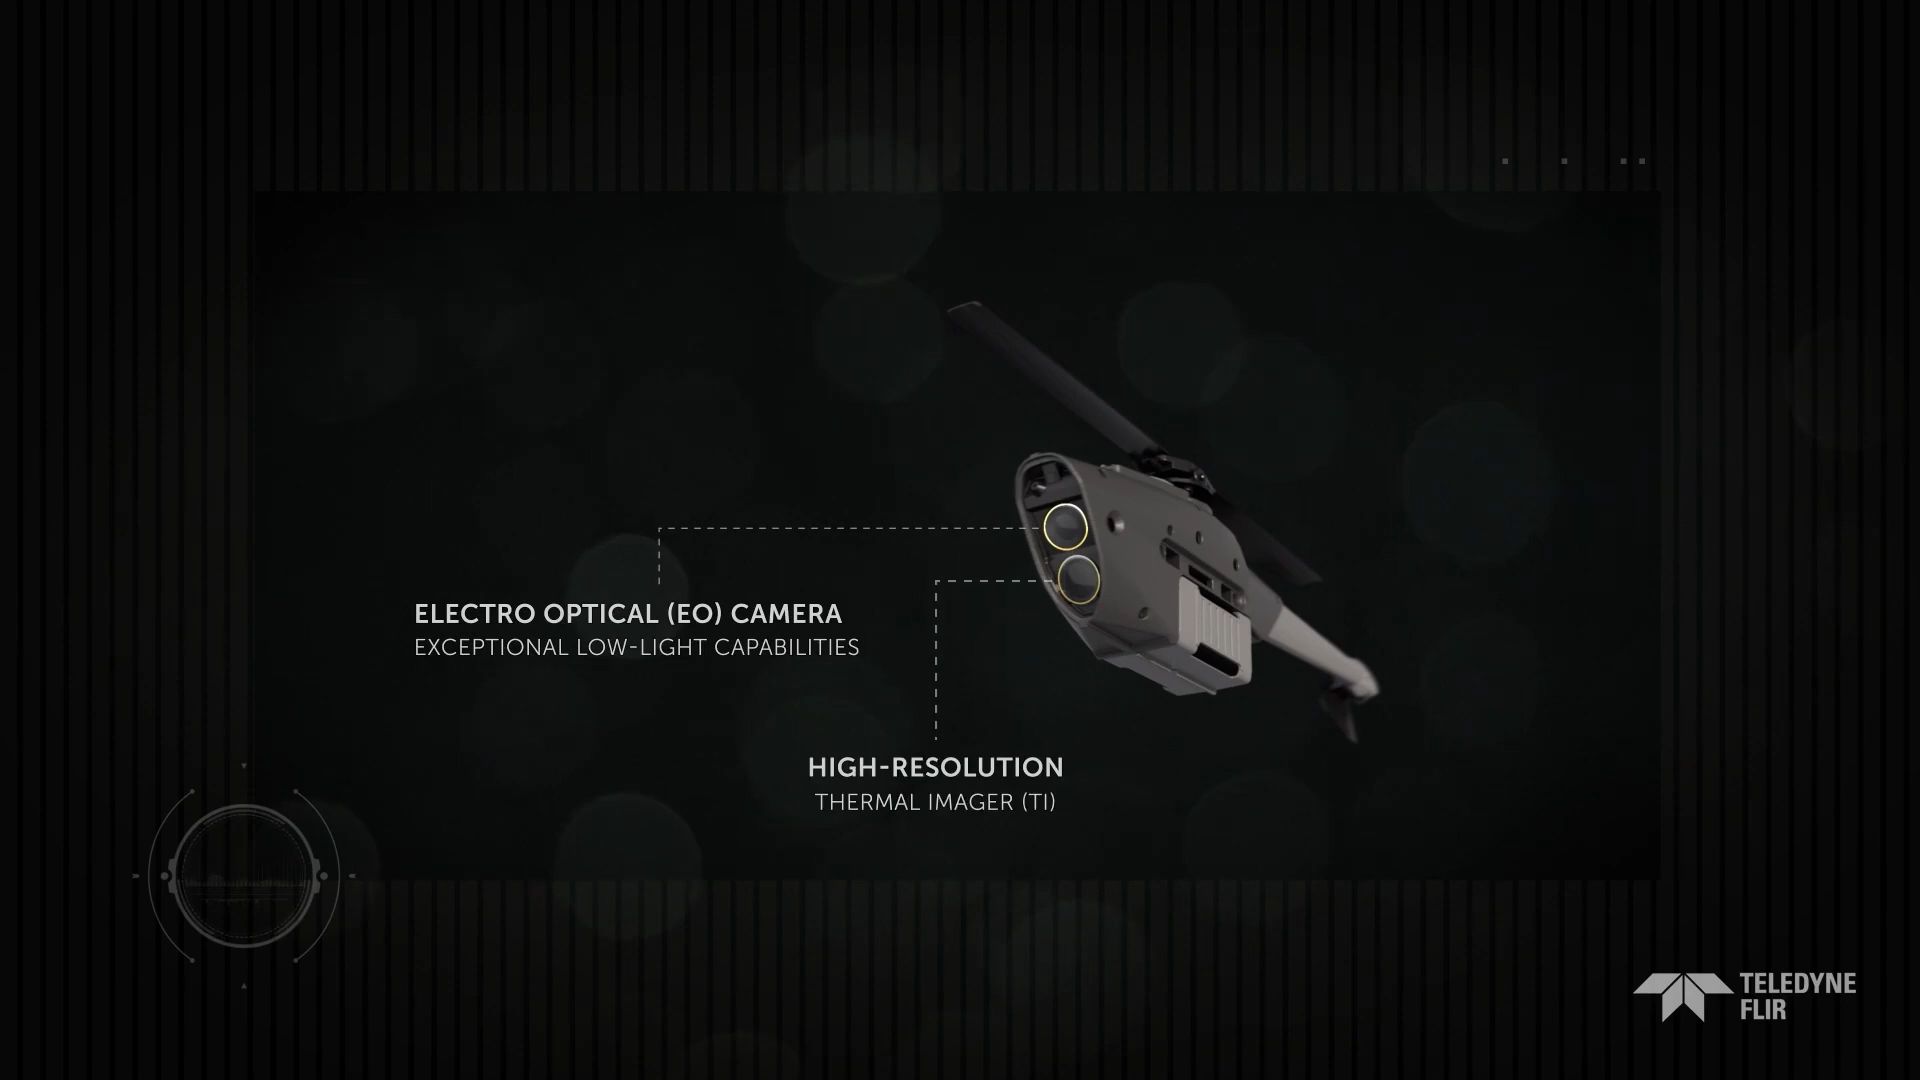 ELECTRO OPTICAL (EO) CAMERA
EXCEPTIONAL LOW-LIGHT CAPABILITIES
HIGH-RESOLUTION
THERMAL IMAGER (TI)
TELEDYNE
FLIR